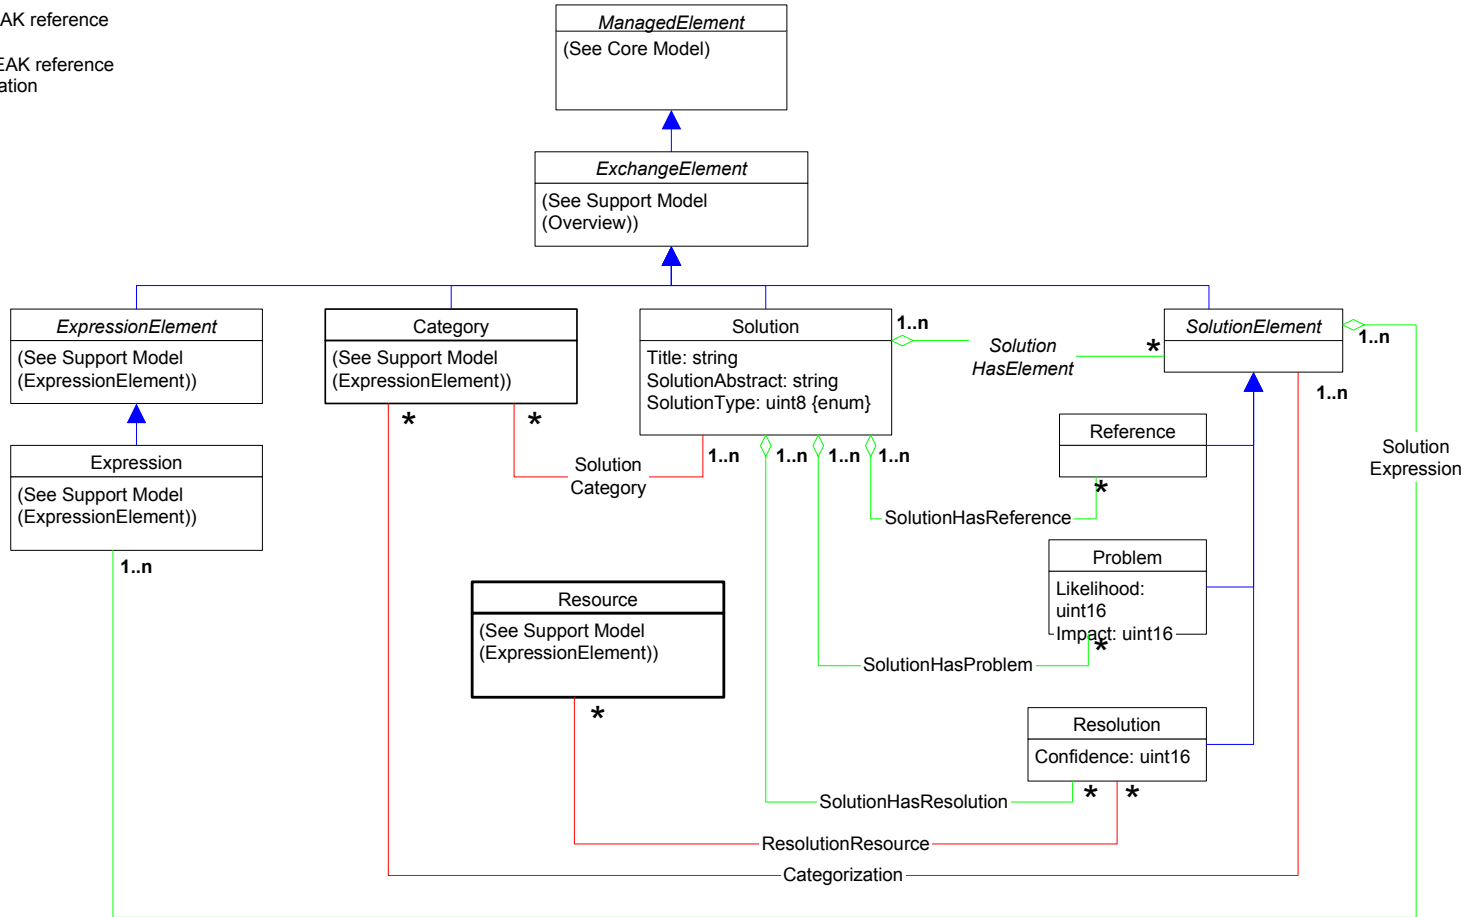 AK reference
EAK reference
ation
ManagedElement
(See Core Model)
ExchangeElement
(See Support Model
(Overview))
ExpressionElement
(See Support Model
(ExpressionElement))
Category
(See Support Model
(ExpressionElement))
Solution
Title: string
SolutionAbstract: string
SolutionType: uint8 {enum}
1..n
Solution
HasElement
*
SolutionElement
1..n
1..n
*
*
Expression
(See Support Model
(ExpressionElement))
1..n
Solution
Category
1..n
1..n
1..n
1..n
Reference
*
SolutionHasReference
Solution
Expression
Problem
Likelihood:
uint16
Impact: uint16
*
SolutionHasProblem
Resource
(See Support Model
(ExpressionElement))
*
Resolution
Confidence: uint16
*
*
SolutionHasResolution
ResolutionResource
Categorization